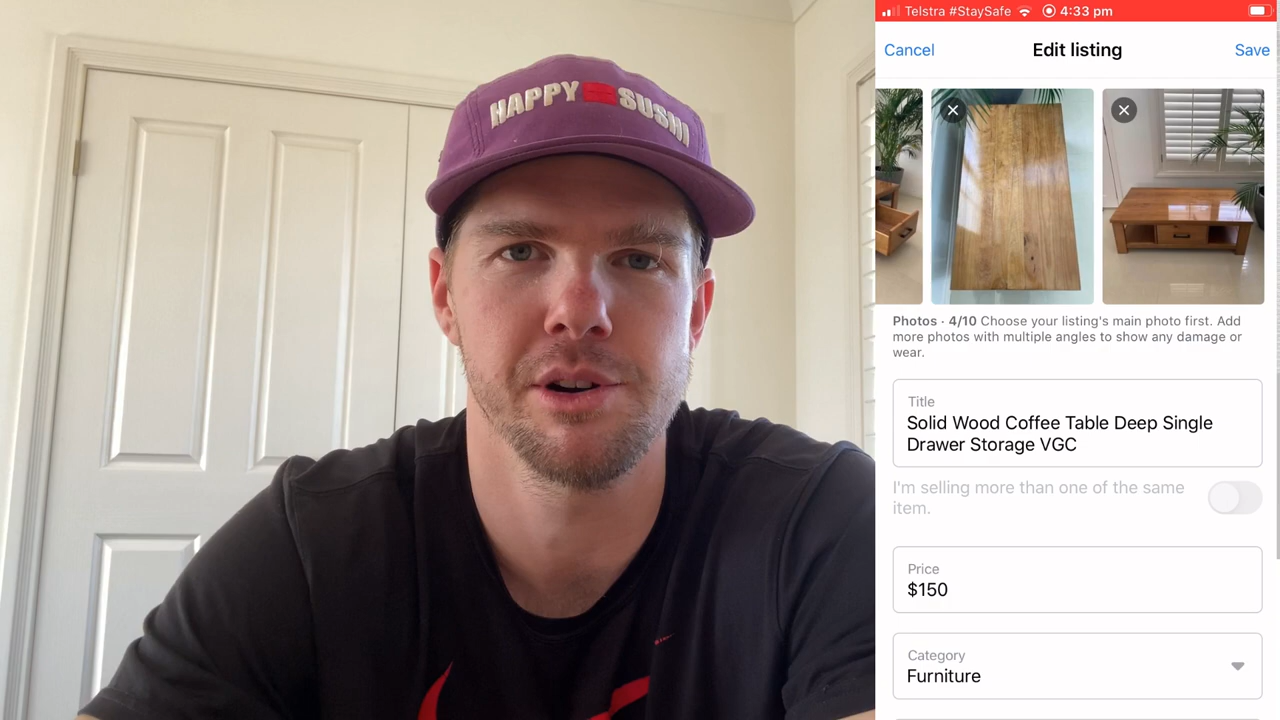 HAPPY SUSHI
Telstra #StaySafe 4:33 pm
Cancel Edit listing Save
Photos · 4/10 Choose your listing's main photo first. Add
more photos with multiple angles to show any damage or
wear.
Title
Solid Wood Coffee Table Deep Single
Drawer Storage VGC
I'm selling more than one of the same
item.
Price
$150
Category
Furniture